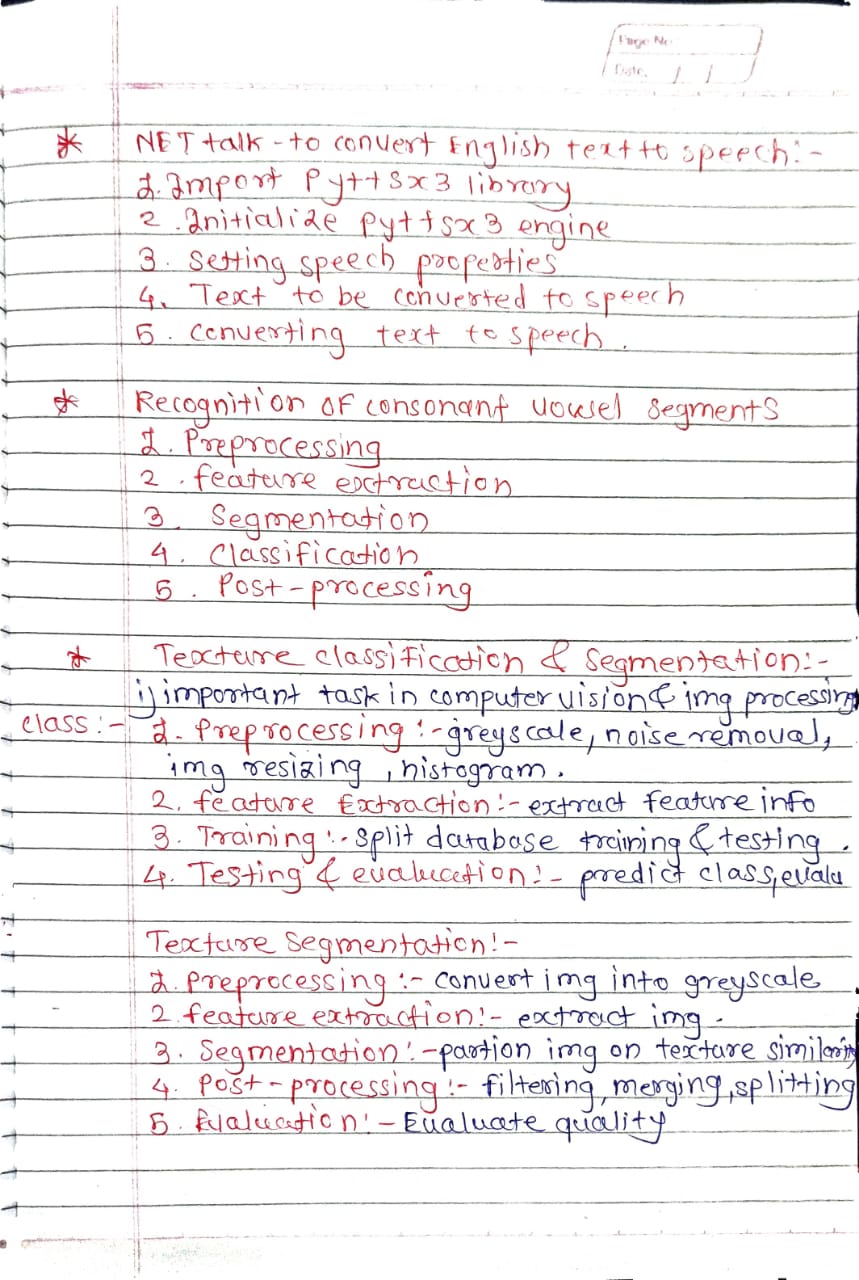 Page No.
Date. / /
* NET talk - to convert English text to speech:-
1. Import Pyttsx3 library
2. Initialize pyttsx3 engine
3. Setting speech properties
4. Text to be converted to speech
5. Converting text to speech.
* Recognition of consonant vowel segments
1. Preprocessing
2. feature extraction
3. Segmentation
4. Classification
5. Post-processing
* Texture classification & segmentation:-
i) important task in computer vision & img processing
class:- 1. Preprocessing:- greyscale, noise removal,
img resizing, histogram.
2. feature Extraction:- extract feature info
3. Training:- split database training & testing.
4. Testing & evaluation:- predict class, evalu
Texture segmentation:-
1. Preprocessing:- convert img into greyscale
2. feature extraction:- extract img.
3. Segmentation:- partion img on texture similarity
4. Post-processing:- filtering, merging, splitting
5. Evaluation:- Evaluate quality